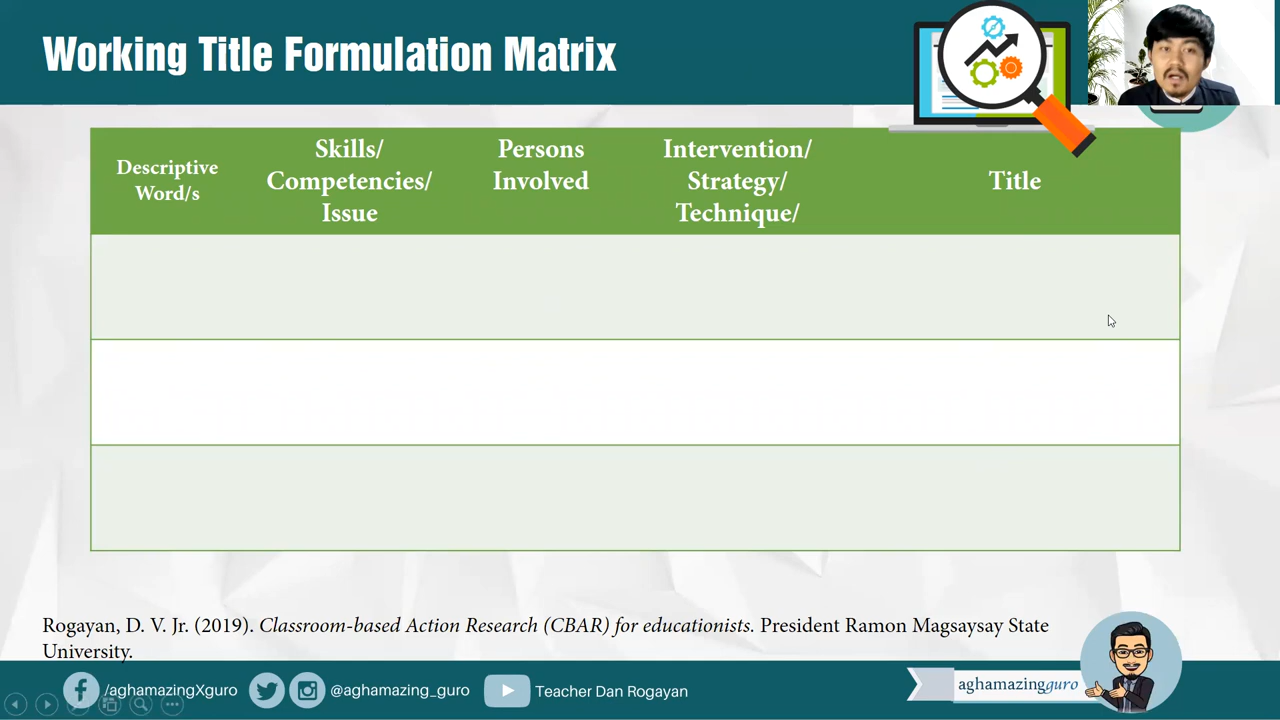 Working Title Formulation Matrix
Descriptive
Word/s
Skills/
Competencies/
Issue
Persons
Involved
Intervention/
Strategy/
Technique/
Title
Rogayan, D. V. Jr. (2019). Classroom-based Action Research (CBAR) for educationists. President Ramon Magsaysay State
University.
/aghamazingXguro
@aghamazing_guro
Teacher Dan Rogayan
aghamazingguro